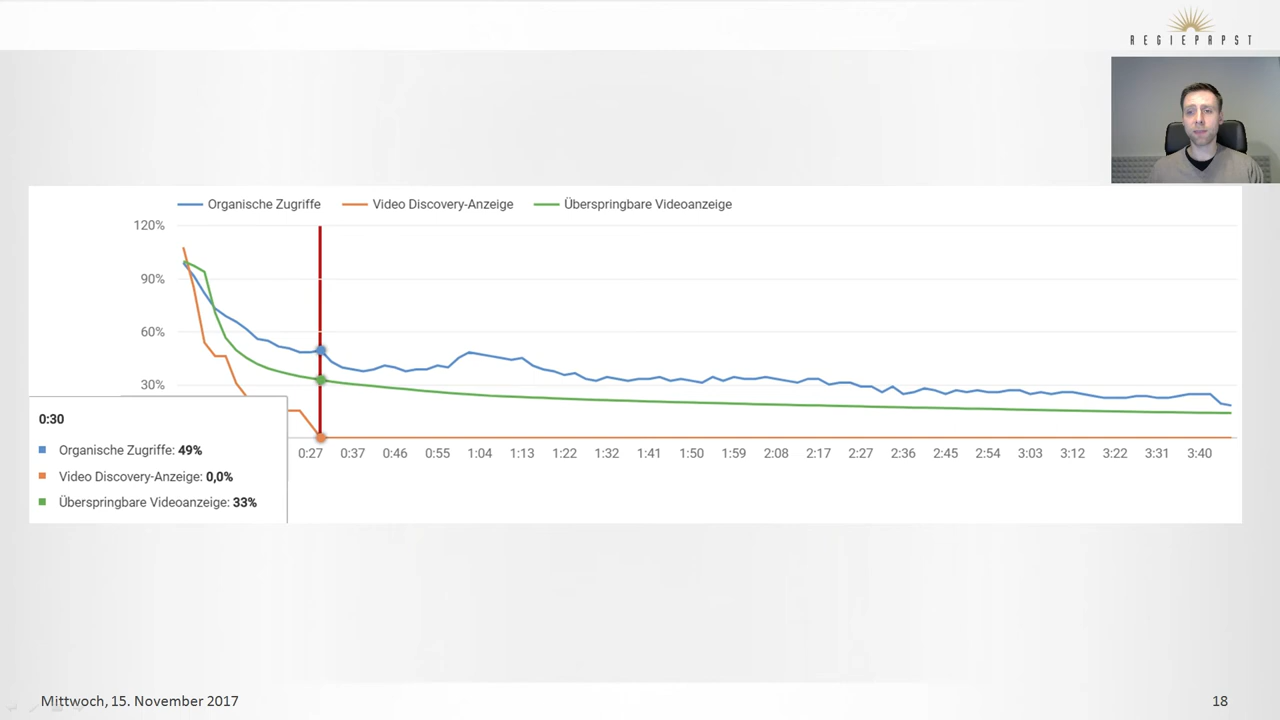 REGIEPAPST
Organische Zugriffe
Video Discovery-Anzeige
Überspringbare Videoanzeige
120%
90%
60%
30%
0:30
Organische Zugriffe: 49%
Video Discovery-Anzeige: 0,0%
Überspringbare Videoanzeige: 33%
0:27 0:37 0:46 0:55 1:04 1:13 1:22 1:32 1:41 1:50 1:59 2:08 2:17 2:27 2:36 2:45 2:54 3:03 3:12 3:22 3:31 3:40
Mittwoch, 15. November 2017
18